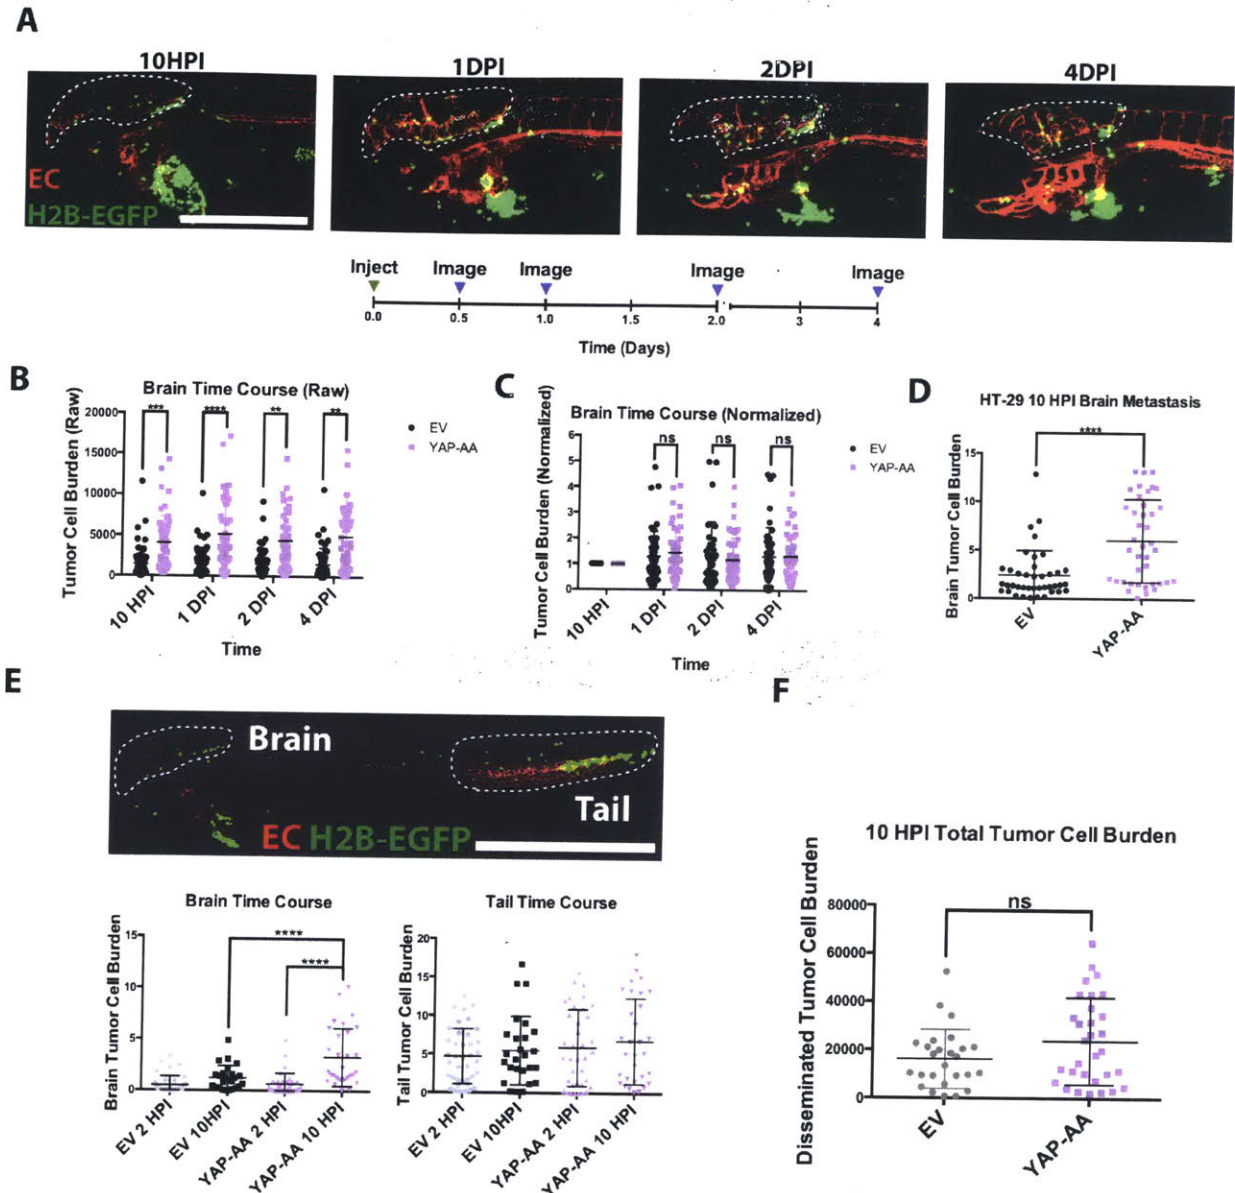 A
10HPI
1DPI
2DPI
4DPI
EC
H2B-EGFP
Inject
Image
Image
Image
Image
0.0
0.5
1.0
1.5
2.0
3
4
Time (Days)
B
Brain Time Course (Raw)
Tumor Cell Burden (Raw)
20000
15000
10000
5000
0
***
****
**
**
EV
YAP-AA
10 HPI
1 DPI
2 DPI
4 DPI
Time
C
Brain Time Course (Normalized)
Tumor Cell Burden (Normalized)
6
5
4
3
2
1
0
ns
ns
ns
EV
YAP-AA
10 HPI
1 DPI
2 DPI
4 DPI
Time
D
HT-29 10 HPI Brain Metastasis
Brain Tumor Cell Burden
15
10
5
0
****
EV
YAP-AA
E
Brain
Tail
EC H2B-EGFP
Brain Time Course
Brain Tumor Cell Burden
15
10
5
0
****
****
EV 2 HPI
EV 10HPI
YAP-AA 2 HPI
YAP-AA 10 HPI
Tail Time Course
Tail Tumor Cell Burden
20
15
10
5
0
EV 2 HPI
EV 10HPI
YAP-AA 2 HPI
YAP-AA 10 HPI
F
10 HPI Total Tumor Cell Burden
Disseminated Tumor Cell Burden
80000
60000
40000
20000
0
ns
EV
YAP-AA